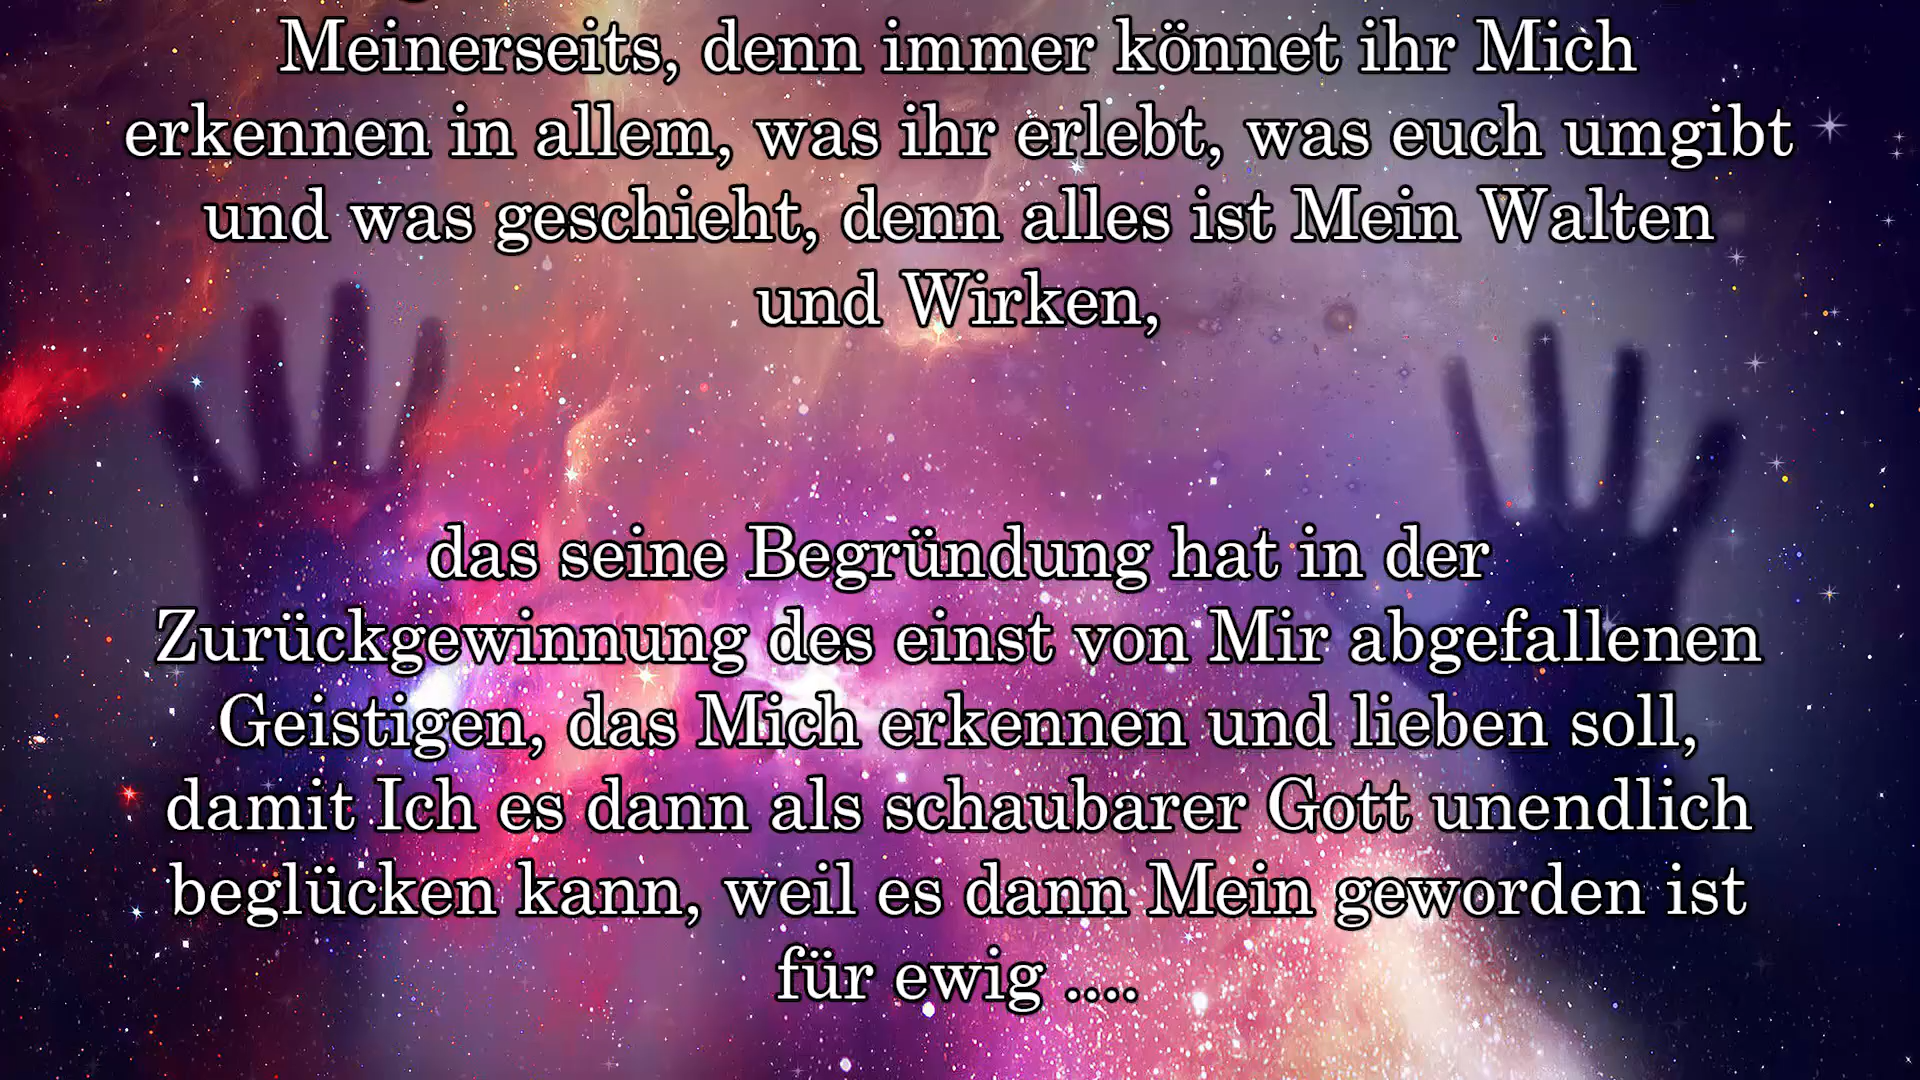 Meinerseits, denn immer könnet ihr Mich
erkennen in allem, was ihr erlebt, was euch umgibt
und was geschieht, denn alles ist Mein Walten
und Wirken,
das seine Begründung hat in der
Zurückgewinnung des einst von Mir abgefallenen
Geistigen, das Mich erkennen und lieben soll,
damit Ich es dann als schaubarer Gott unendlich
beglücken kann, weil es dann Mein geworden ist
für ewig ....